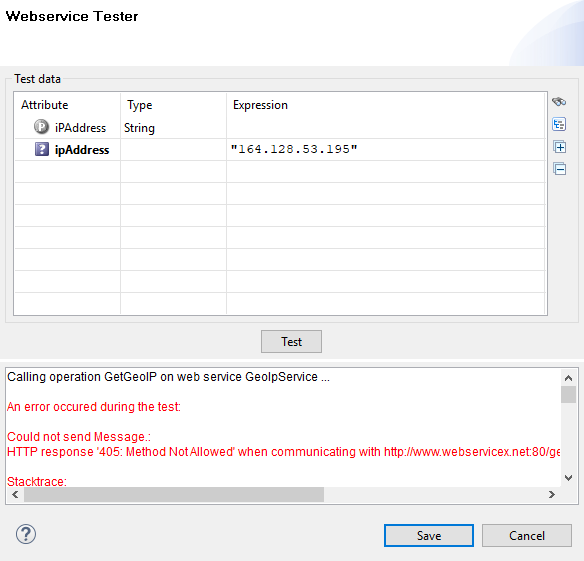 Webservice Tester
Test data
Attribute Type Expression
P iPAddress String
? ipAddress "164.128.53.195"
Test
Calling operation GetGeoIP on web service GeoIpService ...
An error occured during the test:
Could not send Message.:
HTTP response '405: Method Not Allowed' when communicating with http://www.webservicex.net:80/ge
Stacktrace:
? Save Cancel